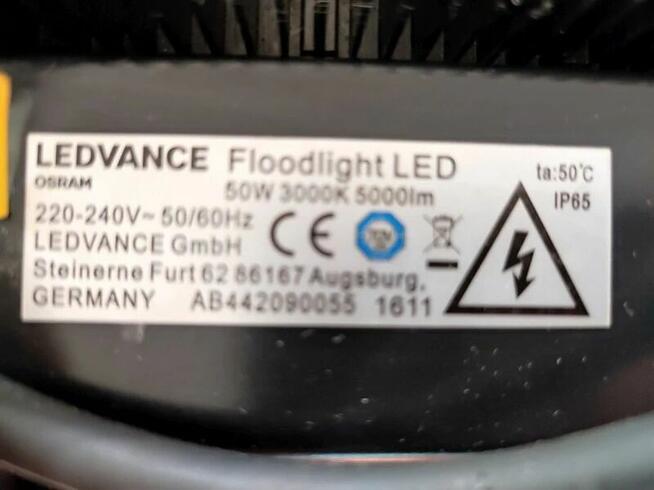 LEDVANCE Floodlight LED ta:50°C
OSRAM 50W 3000K 5000lm IP65
220-240V~ 50/60Hz
LEDVANCE GmbH CE
Steinerne Furt 62 86167 Augsburg,
GERMANY AB442090055 1611